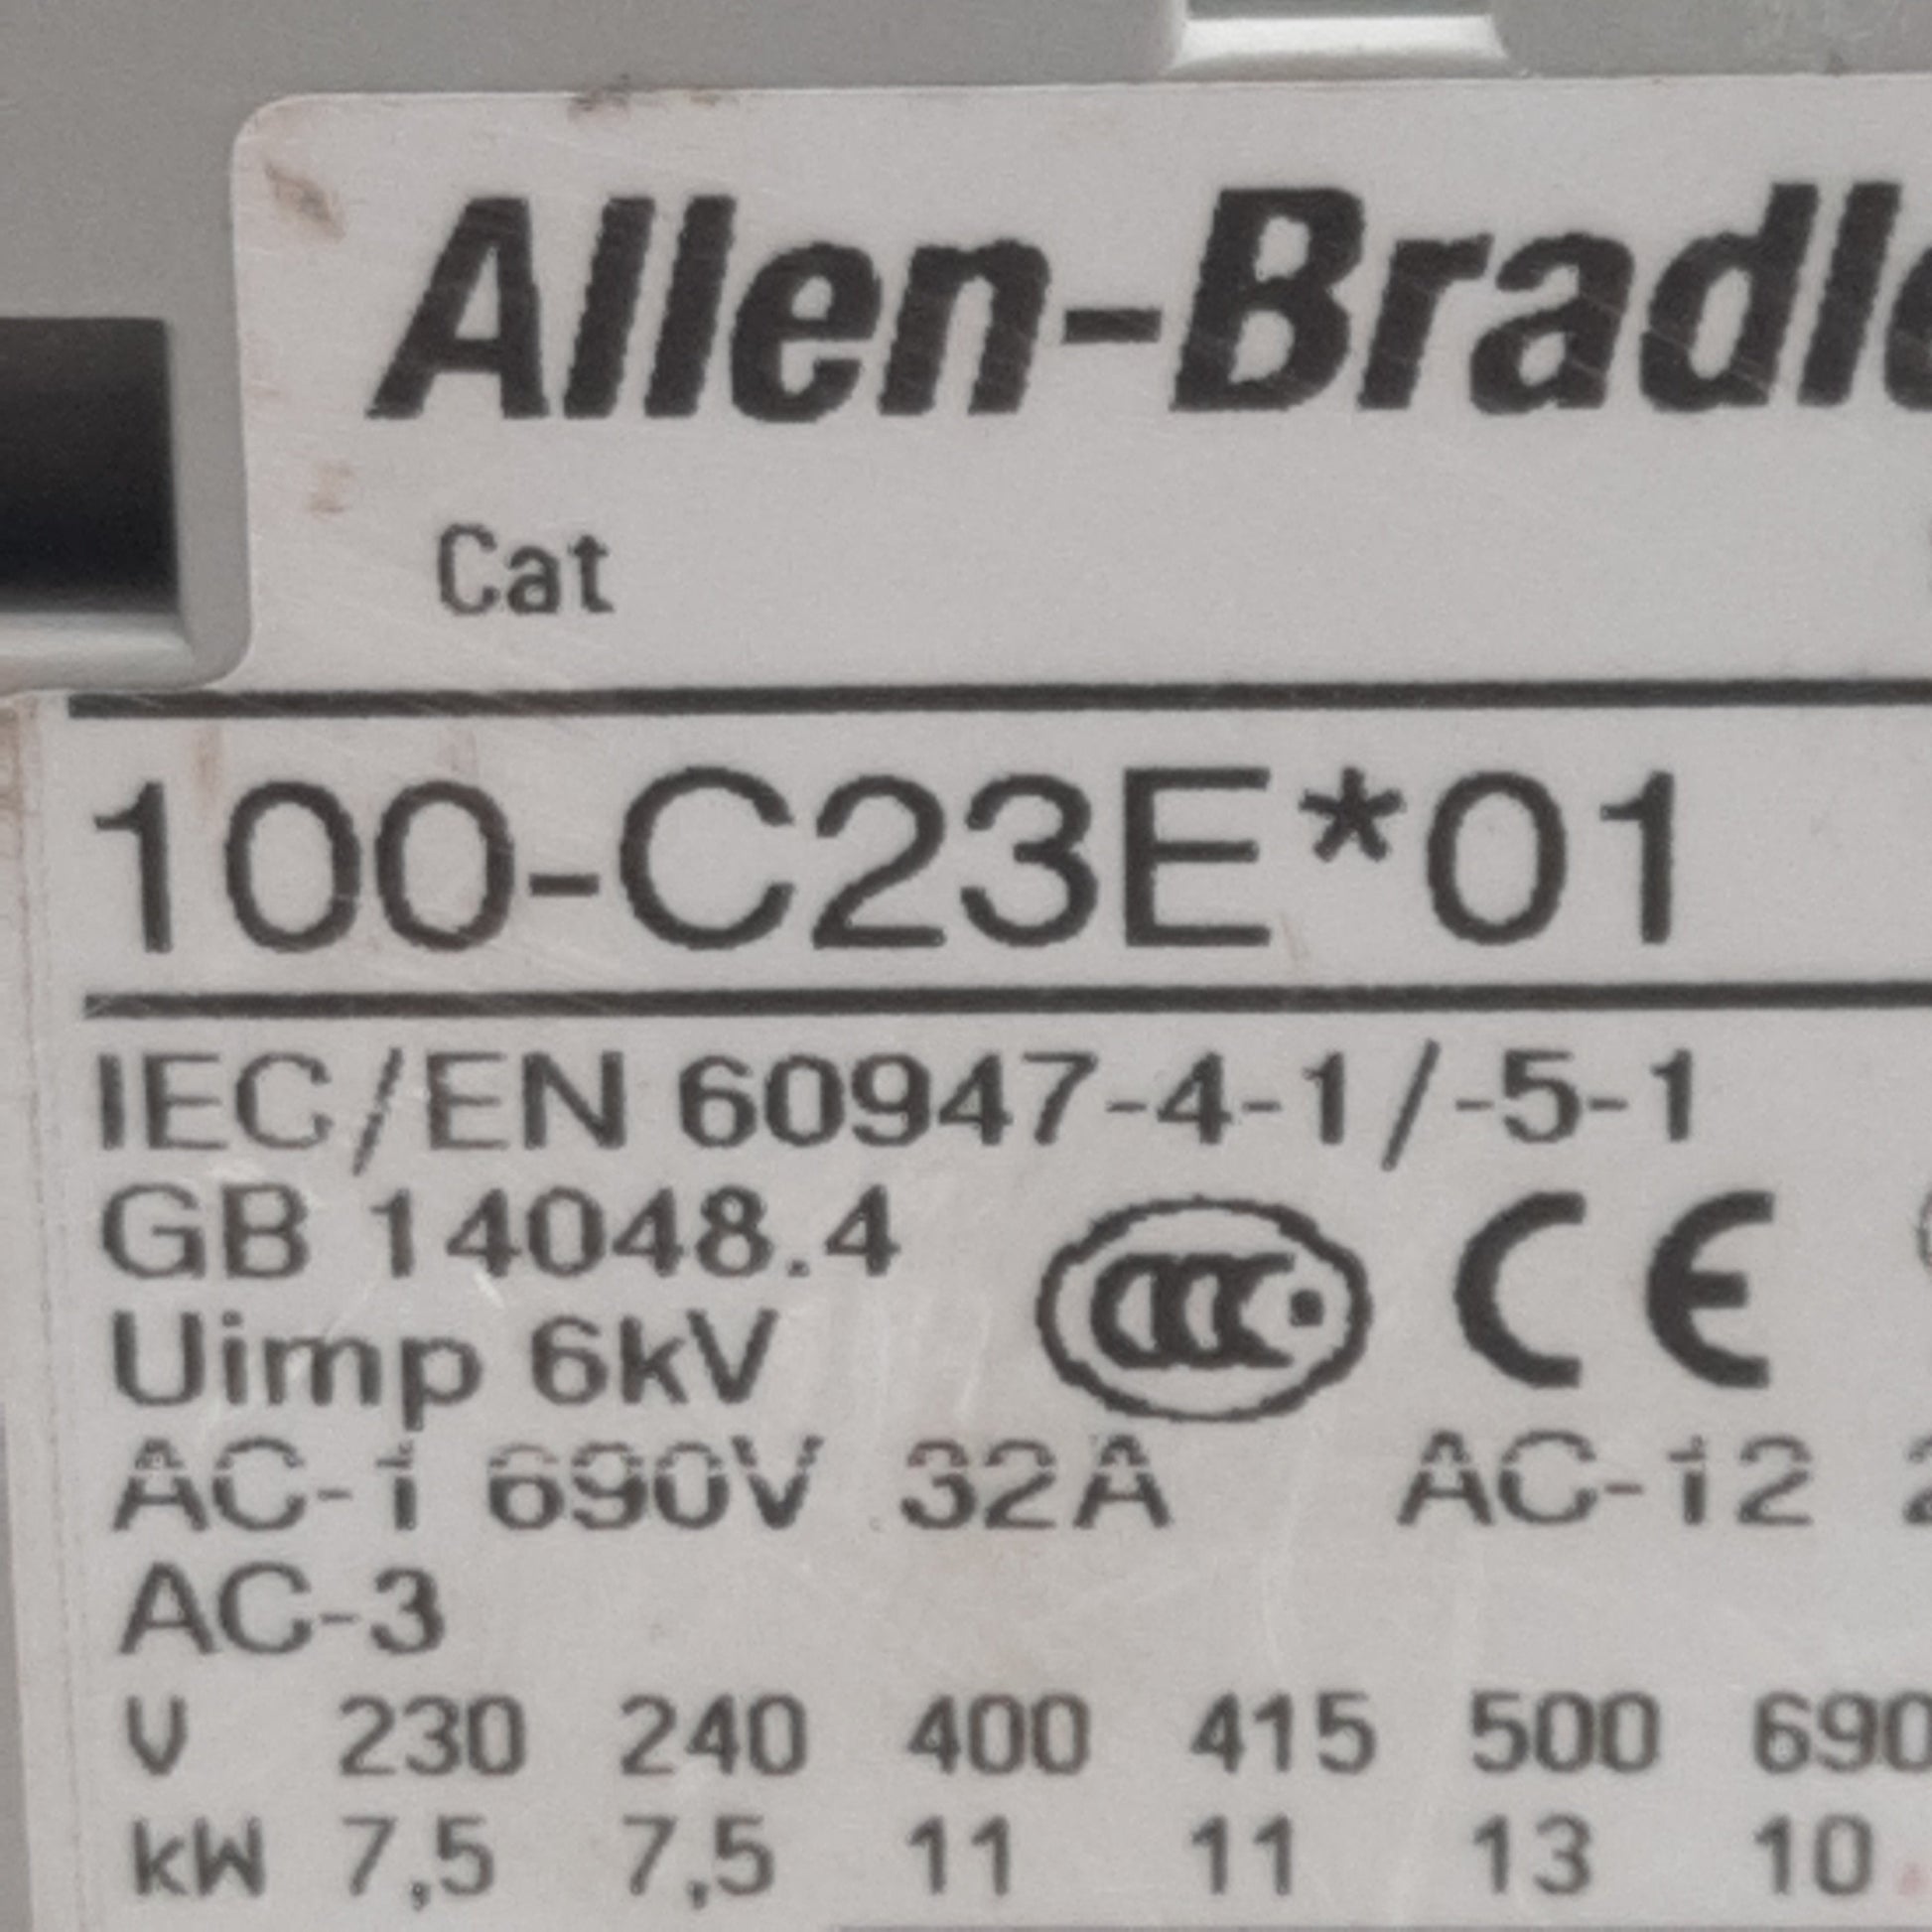 Allen-Bradle
Cat
100-C23E*01
IEC/EN 60947-4-1/-5-1
GB 14048.4 CCC CE
Uimp 6kV
AC-1 690V 32A AC-12
AC-3
V 230 240 400 415 500 690
kW 7,5 7,5 11 11 13 10